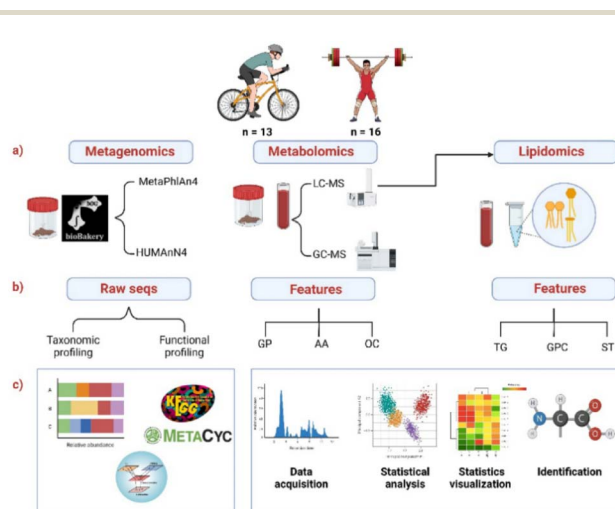 n = 13
n = 16
a)
Metagenomics
Metabolomics
Lipidomics
MetaPhlAn4
bioBakery
HUMAnN4
LC-MS
GC-MS
b)
Raw seqs
Features
Features
Taxonomic
profiling
Functional
profiling
GP
AA
OC
TG
GPC
ST
c)
A
B
C
Relative abundance
KEGG
METACYC
Data
acquisition
Statistical
analysis
Statistics
visualization
Identification
H
H
N
C
C
O
O
H